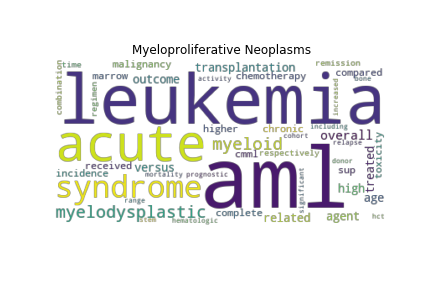 Myeloproliferative Neoplasms
time
malignancy
remission
transplantation
combination
marrow
outcome
activity
chemotherapy
compared
done
leukemia
regimen
increased
higher
chronic
including
cohort
overall
relapse
acute
myeloid
versus
cmml
respectively
treated
toxicity
received
incidence
mortality
prognostic
aml
donor
sup
syndrome
significant
high
age
range
myelodysplastic
stem
hematologic
complete
related
agent
hct